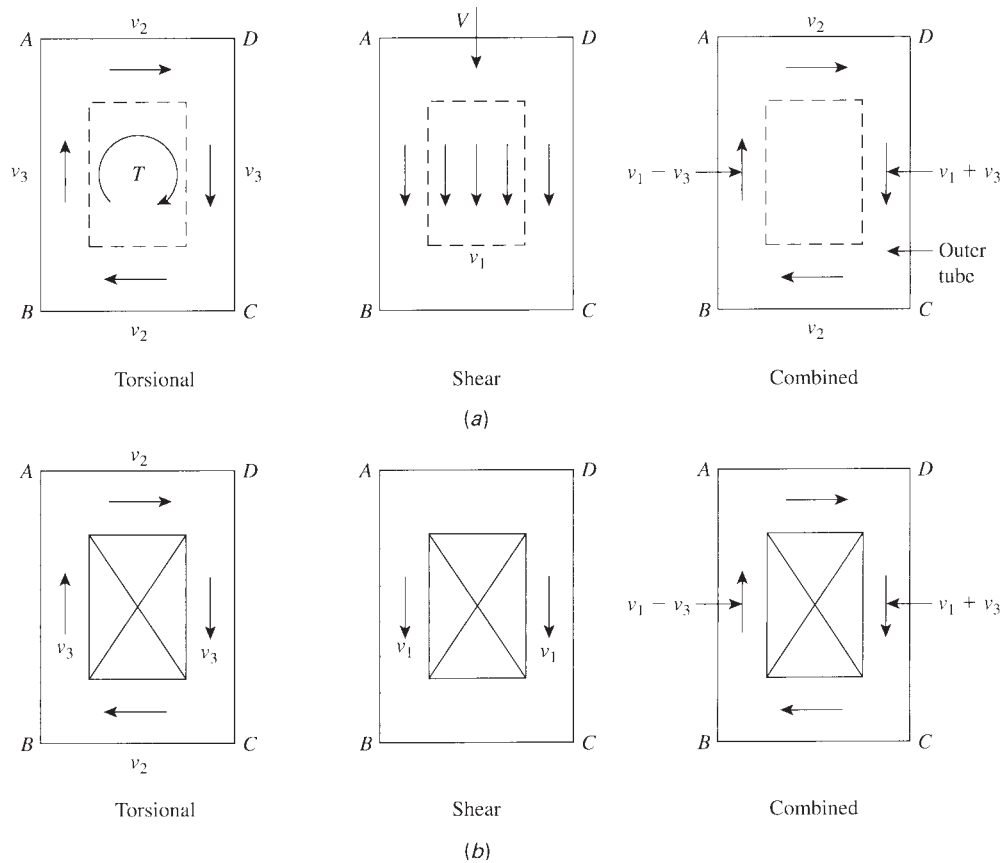 v₂ V v₂
A D A D A D
v₃ T v₃ v₁ − v₃ v₁ + v₃
v₁ Outer
tube
B C B C B C
v₂ v₂
Torsional Shear Combined
(a)
v₂
A D A D A D
v₁ − v₃ v₁ + v₃
v₃ v₃ v₁ v₁
B C B C B C
v₂
Torsional Shear Combined
(b)